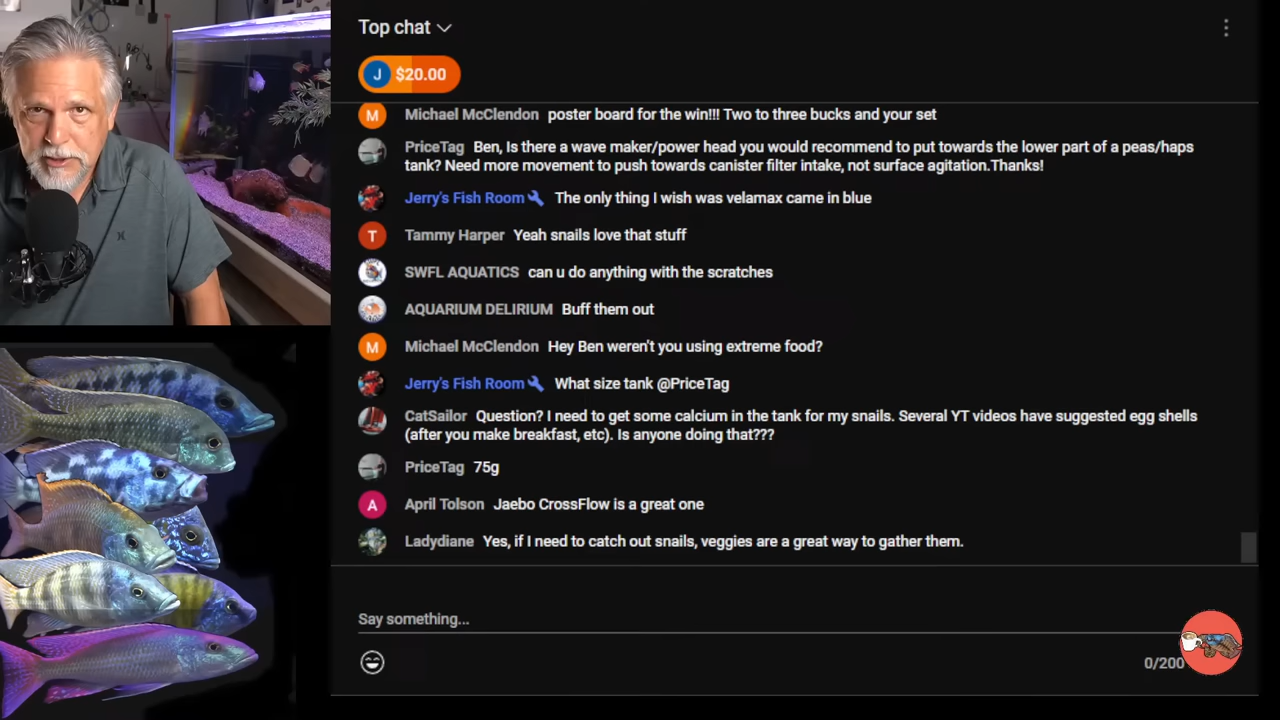 Top chat
J $20.00
M Michael McClendon poster board for the win!!! Two to three bucks and your set
PriceTag Ben, Is there a wave maker/power head you would recommend to put towards the lower part of a peas/haps
tank? Need more movement to push towards canister filter intake, not surface agitation.Thanks!
Jerry's Fish Room The only thing I wish was velamax came in blue
T Tammy Harper Yeah snails love that stuff
SWFL AQUATICS can u do anything with the scratches
AQUARIUM DELIRIUM Buff them out
M Michael McClendon Hey Ben weren't you using extreme food?
Jerry's Fish Room What size tank @PriceTag
CatSailor Question? I need to get some calcium in the tank for my snails. Several YT videos have suggested egg shells
(after you make breakfast, etc). Is anyone doing that???
PriceTag 75g
A April Tolson Jaebo CrossFlow is a great one
Ladydiane Yes, if I need to catch out snails, veggies are a great way to gather them.
Say something...
0/200